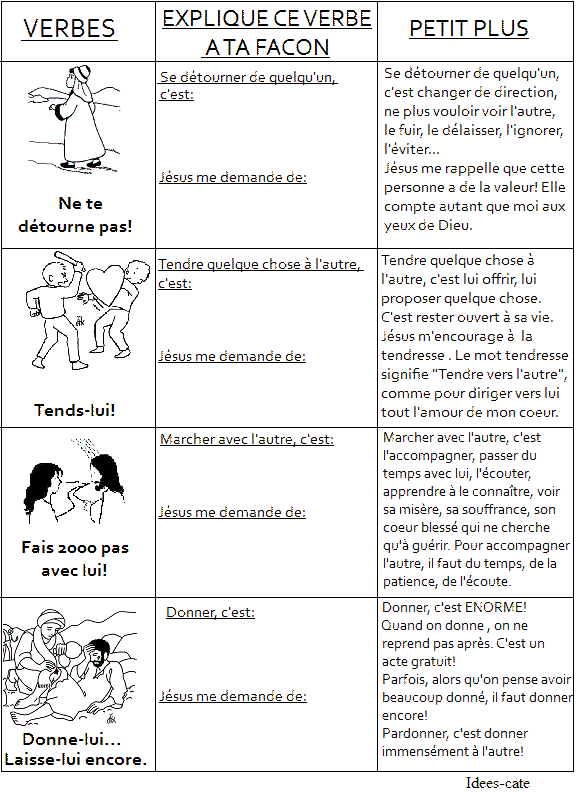 VERBES
EXPLIQUE CE VERBE
A TA FACON
PETIT PLUS
Ne te
détourne pas!
Se détourner de quelqu'un,
c'est:
Jésus me demande de:
Se détourner de quelqu'un,
c'est changer de direction,
ne plus vouloir voir l'autre,
le fuir, le délaisser, l'ignorer,
l'éviter...
Jésus me rappelle que cette
personne a de la valeur! Elle
compte autant que moi aux
yeux de Dieu.
Tends-lui!
Tendre quelque chose à l'autre,
c'est:
Jésus me demande de:
Tendre quelque chose à
l'autre, c'est lui offrir, lui
proposer quelque chose.
C'est rester ouvert à sa vie.
Jésus m'encourage à la
tendresse . Le mot tendresse
signifie "Tendre vers l'autre",
comme pour diriger vers lui
tout l'amour de mon coeur.
Fais 2000 pas
avec lui!
Marcher avec l'autre, c'est:
Jésus me demande de:
Marcher avec l'autre, c'est
l'accompagner, passer du
temps avec lui, l'écouter,
apprendre à le connaître, voir
sa misère, sa souffrance, son
coeur blessé qui ne cherche
qu'à guérir. Pour accompagner
l'autre, il faut du temps, de la
patience, de l'écoute.
Donne-lui...
Laisse-lui encore.
Donner, c'est:
Jésus me demande de:
Donner, c'est ENORME!
Quand on donne , on ne
reprend pas après. C'est un
acte gratuit!
Parfois, alors qu'on pense avoir
beaucoup donné, il faut donner
encore!
Pardonner, c'est donner
immensément à l'autre!
Idees-cate